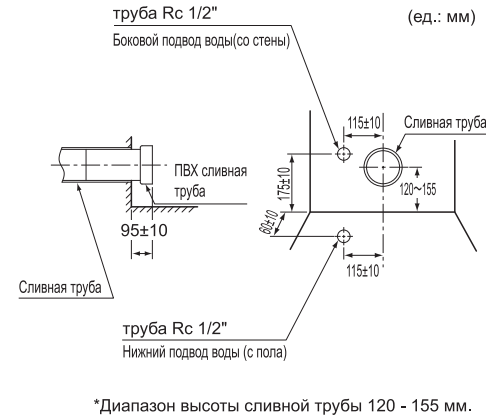 труба Rc 1/2"
(ед.: мм)
Боковой подвод воды(со стены)
115±10
Сливная труба
ПВХ сливная
труба
175±10
120~155
60±10
95±10
115±10
Сливная труба
труба Rc 1/2"
Нижний подвод воды (с пола)
*Диапазон высоты сливной трубы 120 - 155 мм.